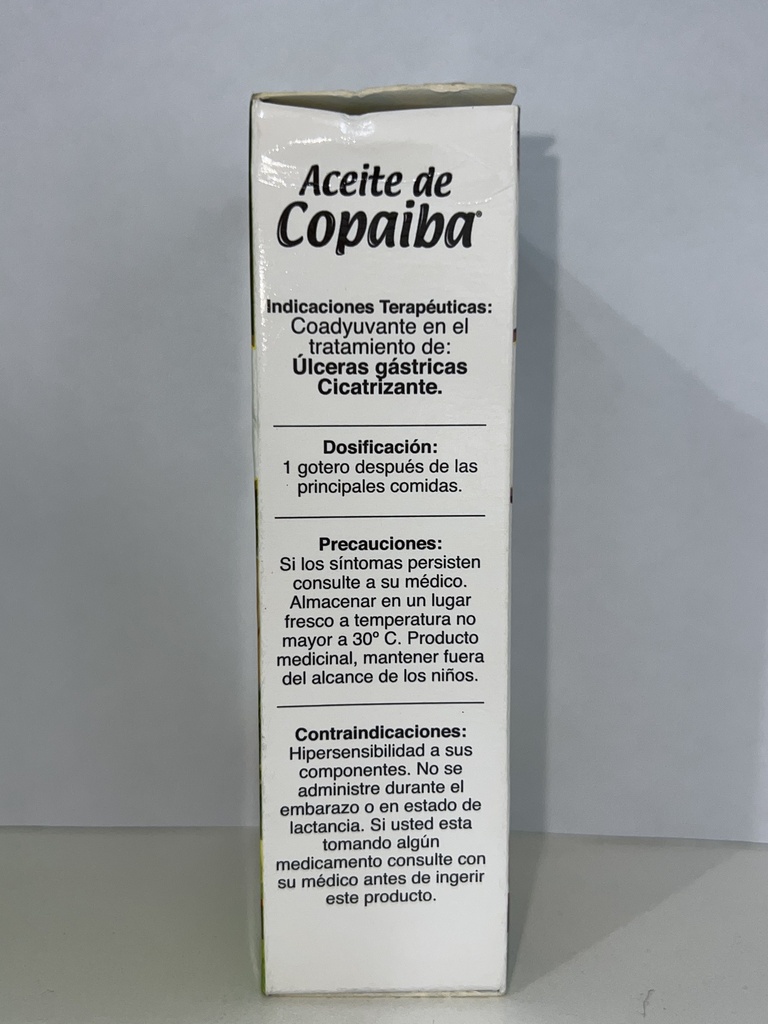 Aceite de
Copaiba®
Indicaciones Terapéuticas:
Coadyuvante en el
tratamiento de:
Úlceras gástricas
Cicatrizante.
Dosificación:
1 gotero después de las
principales comidas.
Precauciones:
Si los síntomas persisten
consulte a su médico.
Almacenar en un lugar
fresco a temperatura no
mayor a 30º C. Producto
medicinal, mantener fuera
del alcance de los niños.
Contraindicaciones:
Hipersensibilidad a sus
componentes. No se
administre durante el
embarazo o en estado de
lactancia. Si usted esta
tomando algún
medicamento consulte con
su médico antes de ingerir
este producto.